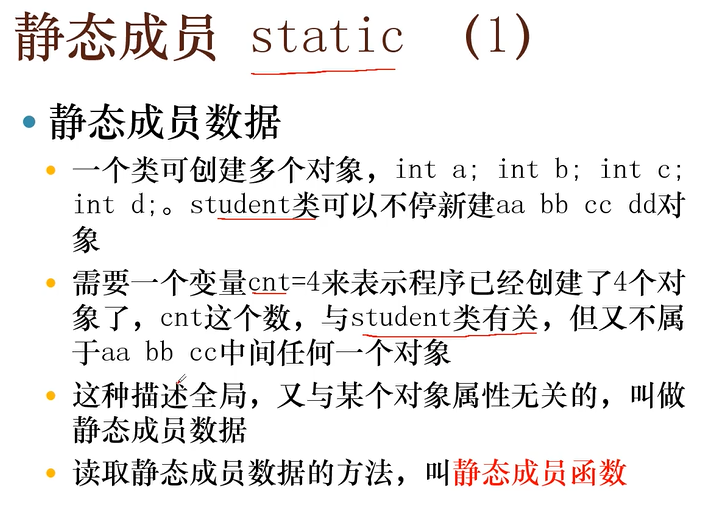 静态成员 static （1）
静态成员数据
一个类可创建多个对象，int a; int b; int c;
int d;。student类可以不停新建aa bb cc dd对
象
需要一个变量cnt=4来表示程序已经创建了4个对
象了，cnt这个数，与student类有关，但又不属
于aa bb cc中间任何一个对象
这种描述全局，又与某个对象属性无关的，叫做
静态成员数据
读取静态成员数据的方法，叫静态成员函数